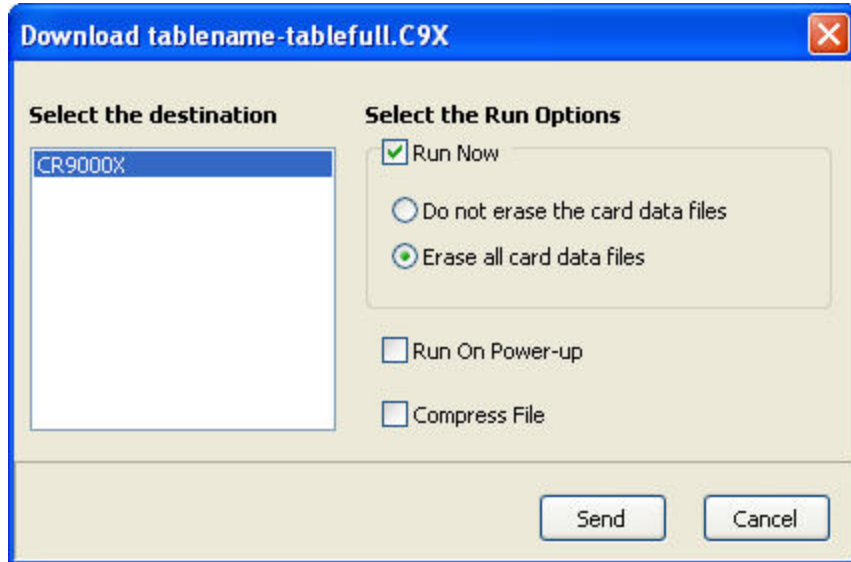 Download tablename-tablefull.C9X
Select the destination
CR9000X
Select the Run Options
Run Now
Do not erase the card data files
Erase all card data files
Run On Power-up
Compress File
Send
Cancel